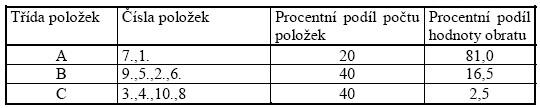 Třída položek Čísla položek Procentní podíl počtu položek Procentní podíl hodnoty obratu
A 7.,1. 20 81,0
B 9.,5.,2.,6. 40 16,5
C 3.,4.,10.,8 40 2,5